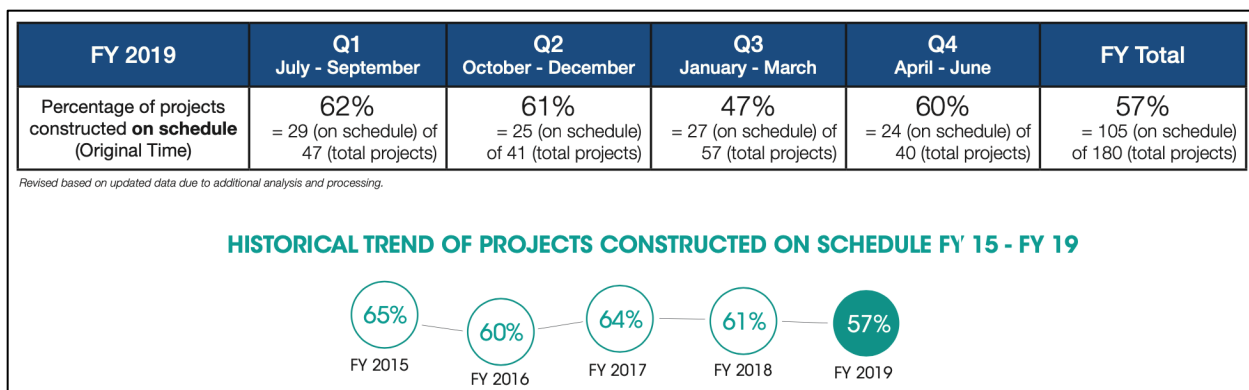 FY 2019
Q1
July - September
Q2
October - December
Q3
January - March
Q4
April - June
FY Total
Percentage of projects
constructed on schedule
(Original Time)
62%
= 29 (on schedule) of
47 (total projects)
61%
= 25 (on schedule)
of 41 (total projects)
47%
= 27 (on schedule) of
57 (total projects)
60%
= 24 (on schedule) of
40 (total projects)
57%
= 105 (on schedule)
of 180 (total projects)
Revised based on updated data due to additional analysis and processing.
HISTORICAL TREND OF PROJECTS CONSTRUCTED ON SCHEDULE FY 15 - FY 19
65%
60%
64%
61%
57%
FY 2015
FY 2016
FY 2017
FY 2018
FY 2019